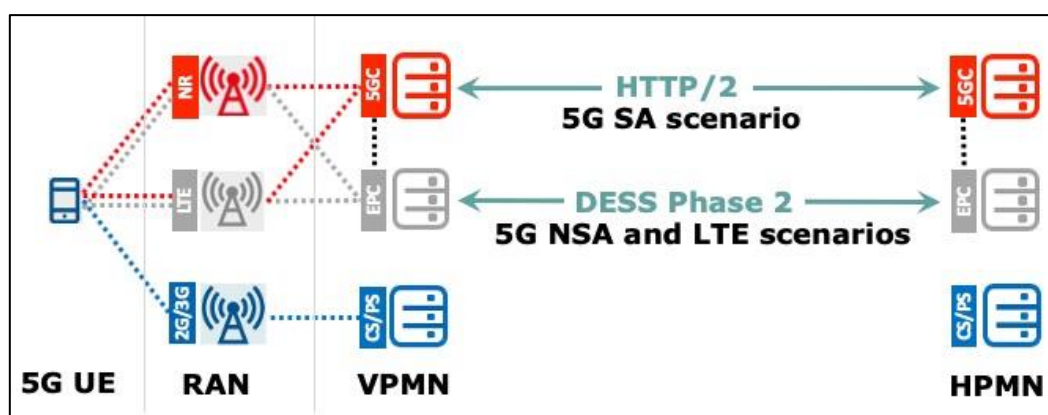 NR
5GC
HTTP/2
5G SA scenario
5GC
LTE
EPC
DESS Phase 2
5G NSA and LTE scenarios
EPC
2G/3G
CS/PS
CS/PS
5G UE
RAN
VPMN
HPMN